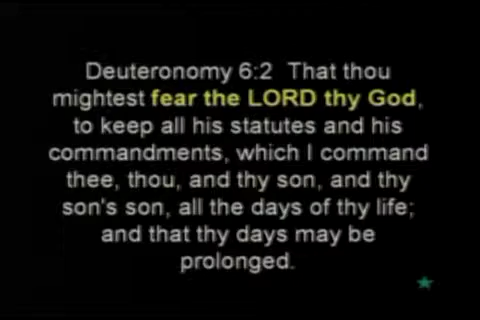 Deuteronomy 6:2  That thou
mightest fear the LORD thy God,
to keep all his statutes and his
commandments, which I command
thee, thou, and thy son, and thy
son's son, all the days of thy life;
and that thy days may be
prolonged.